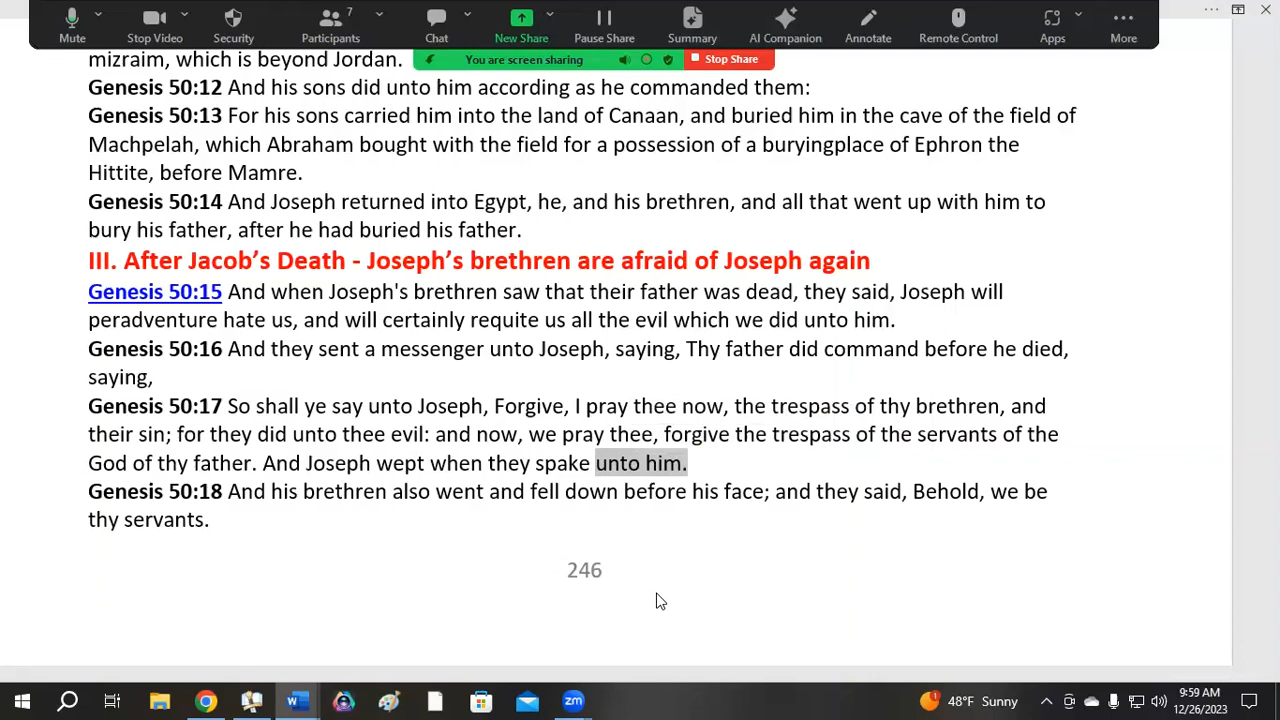 Mute
Stop Video
Security
7
Participants
Chat
New Share
Pause Share
Summary
AI Companion
Annotate
Remote Control
Apps
More
You are screen sharing
Stop Share
mizraim, which is beyond Jordan.
Genesis 50:12 And his sons did unto him according as he commanded them:
Genesis 50:13 For his sons carried him into the land of Canaan, and buried him in the cave of the field of
Machpelah, which Abraham bought with the field for a possession of a buryingplace of Ephron the
Hittite, before Mamre.
Genesis 50:14 And Joseph returned into Egypt, he, and his brethren, and all that went up with him to
bury his father, after he had buried his father.
III. After Jacob’s Death - Joseph’s brethren are afraid of Joseph again
Genesis 50:15 And when Joseph's brethren saw that their father was dead, they said, Joseph will
peradventure hate us, and will certainly requite us all the evil which we did unto him.
Genesis 50:16 And they sent a messenger unto Joseph, saying, Thy father did command before he died,
saying,
Genesis 50:17 So shall ye say unto Joseph, Forgive, I pray thee now, the trespass of thy brethren, and
their sin; for they did unto thee evil: and now, we pray thee, forgive the trespass of the servants of the
God of thy father. And Joseph wept when they spake unto him.
Genesis 50:18 And his brethren also went and fell down before his face; and they said, Behold, we be
thy servants.
246
1
48°F Sunny
9:59 AM
12/26/2023
W
zm